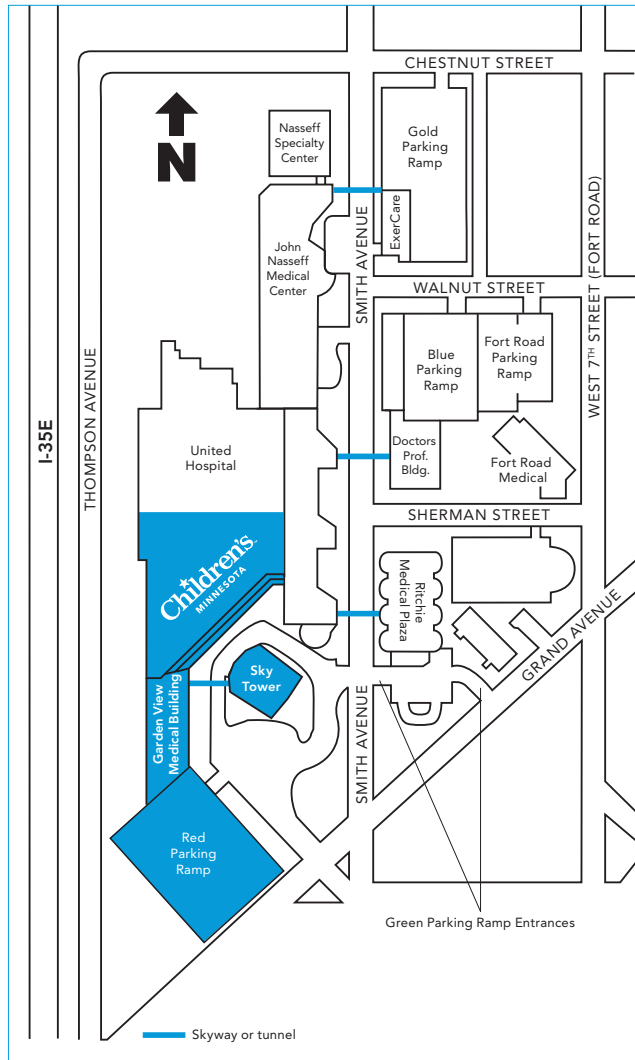 CHESTNUT STREET
N
Nasseff
Specialty
Center
Gold
Parking
Ramp
ExerCare
SMITH AVENUE
John
Nasseff
Medical
Center
WALNUT STREET
WEST 7TH STREET (FORT ROAD)
Blue
Parking
Ramp
Fort Road
Parking
Ramp
I-35E
THOMPSON AVENUE
United
Hospital
Doctors
Prof.
Bldg.
Fort Road
Medical
SHERMAN STREET
Children's
MINNESOTA
Ritchie
Medical Plaza
GRAND AVENUE
Sky
Tower
Garden View
Medical Building
SMITH AVENUE
Red
Parking
Ramp
Green Parking Ramp Entrances
Skyway or tunnel